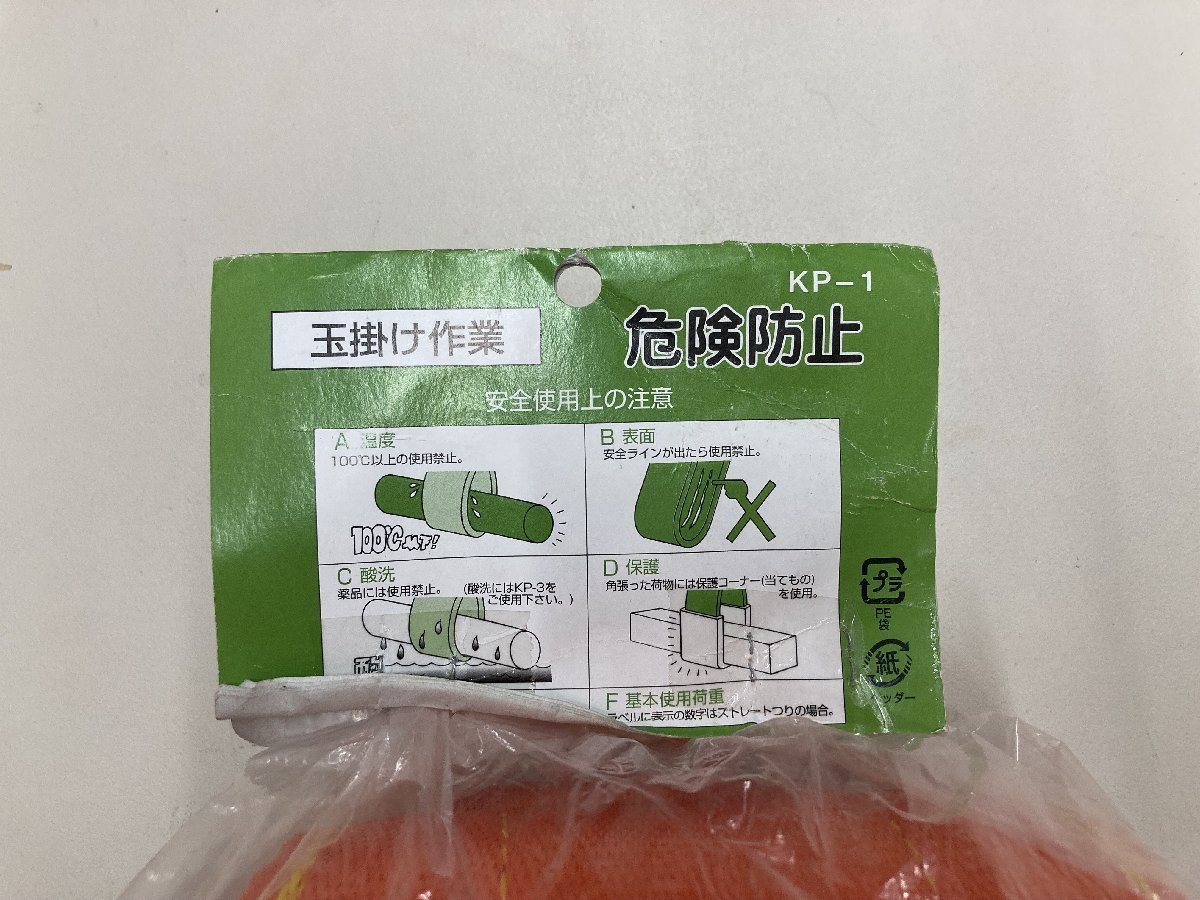 KP-1
玉掛け作業
危険防止
安全使用上の注意
A 温度
100℃以上の使用禁止。
100℃以下!
B 表面
安全ラインが出たら使用禁止。
C 酸洗
薬品には使用禁止。
(酸洗にはKP-3を
ご使用下さい。)
D 保護
角張った荷物には保護コーナー(当てもの)
を使用。
F 基本使用荷重
ラベルに表示の数字はストレートつりの場合。
プラ
PE
袋
紙